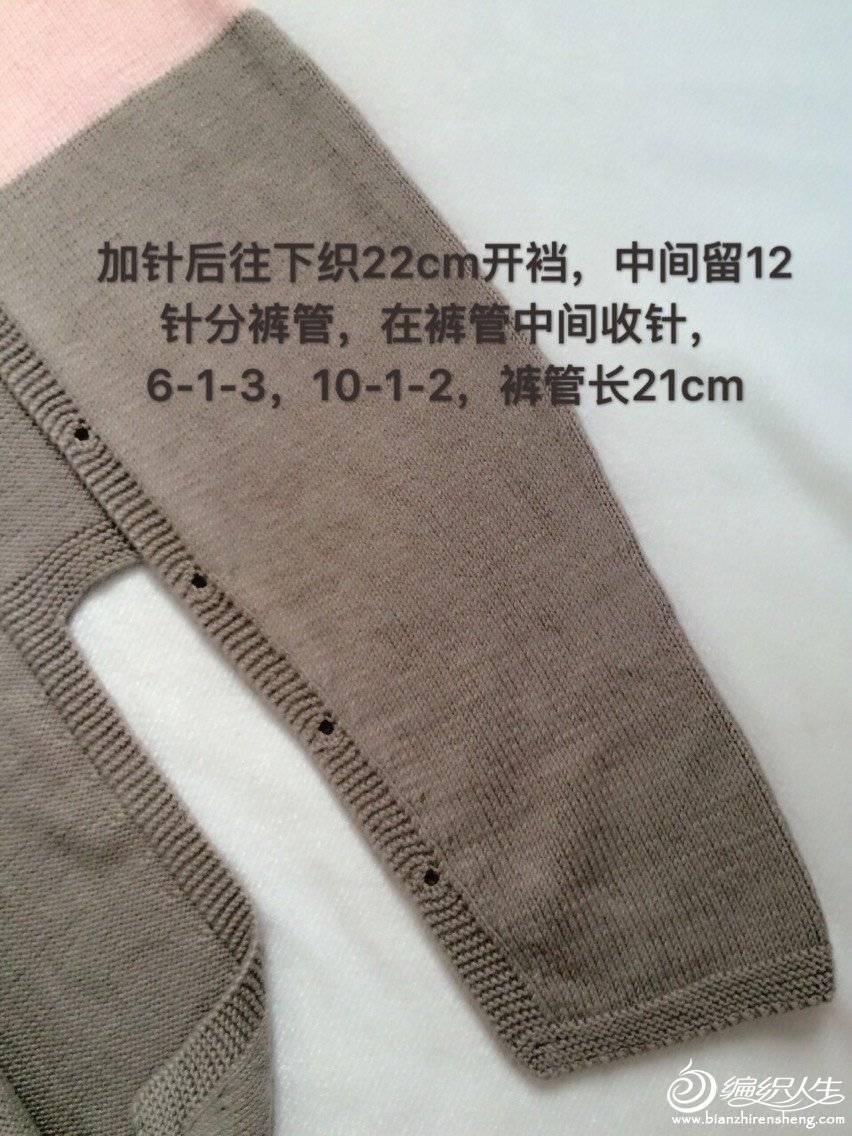 加针后往下织22cm开裆，中间留12
针分裤管，在裤管中间收针，
6-1-3，10-1-2，裤管长21cm
编织人生
www.bianzhirensheng.com